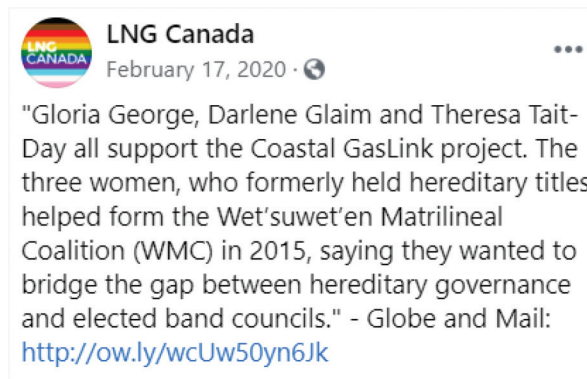 LNG
CANADA
LNG Canada
February 17, 2020 ·
"Gloria George, Darlene Glaim and Theresa Tait-
Day all support the Coastal GasLink project. The
three women, who formerly held hereditary titles
helped form the Wet'suwet'en Matrilineal
Coalition (WMC) in 2015, saying they wanted to
bridge the gap between hereditary governance
and elected band councils." - Globe and Mail:
http://ow.ly/wcUw50yn6Jk